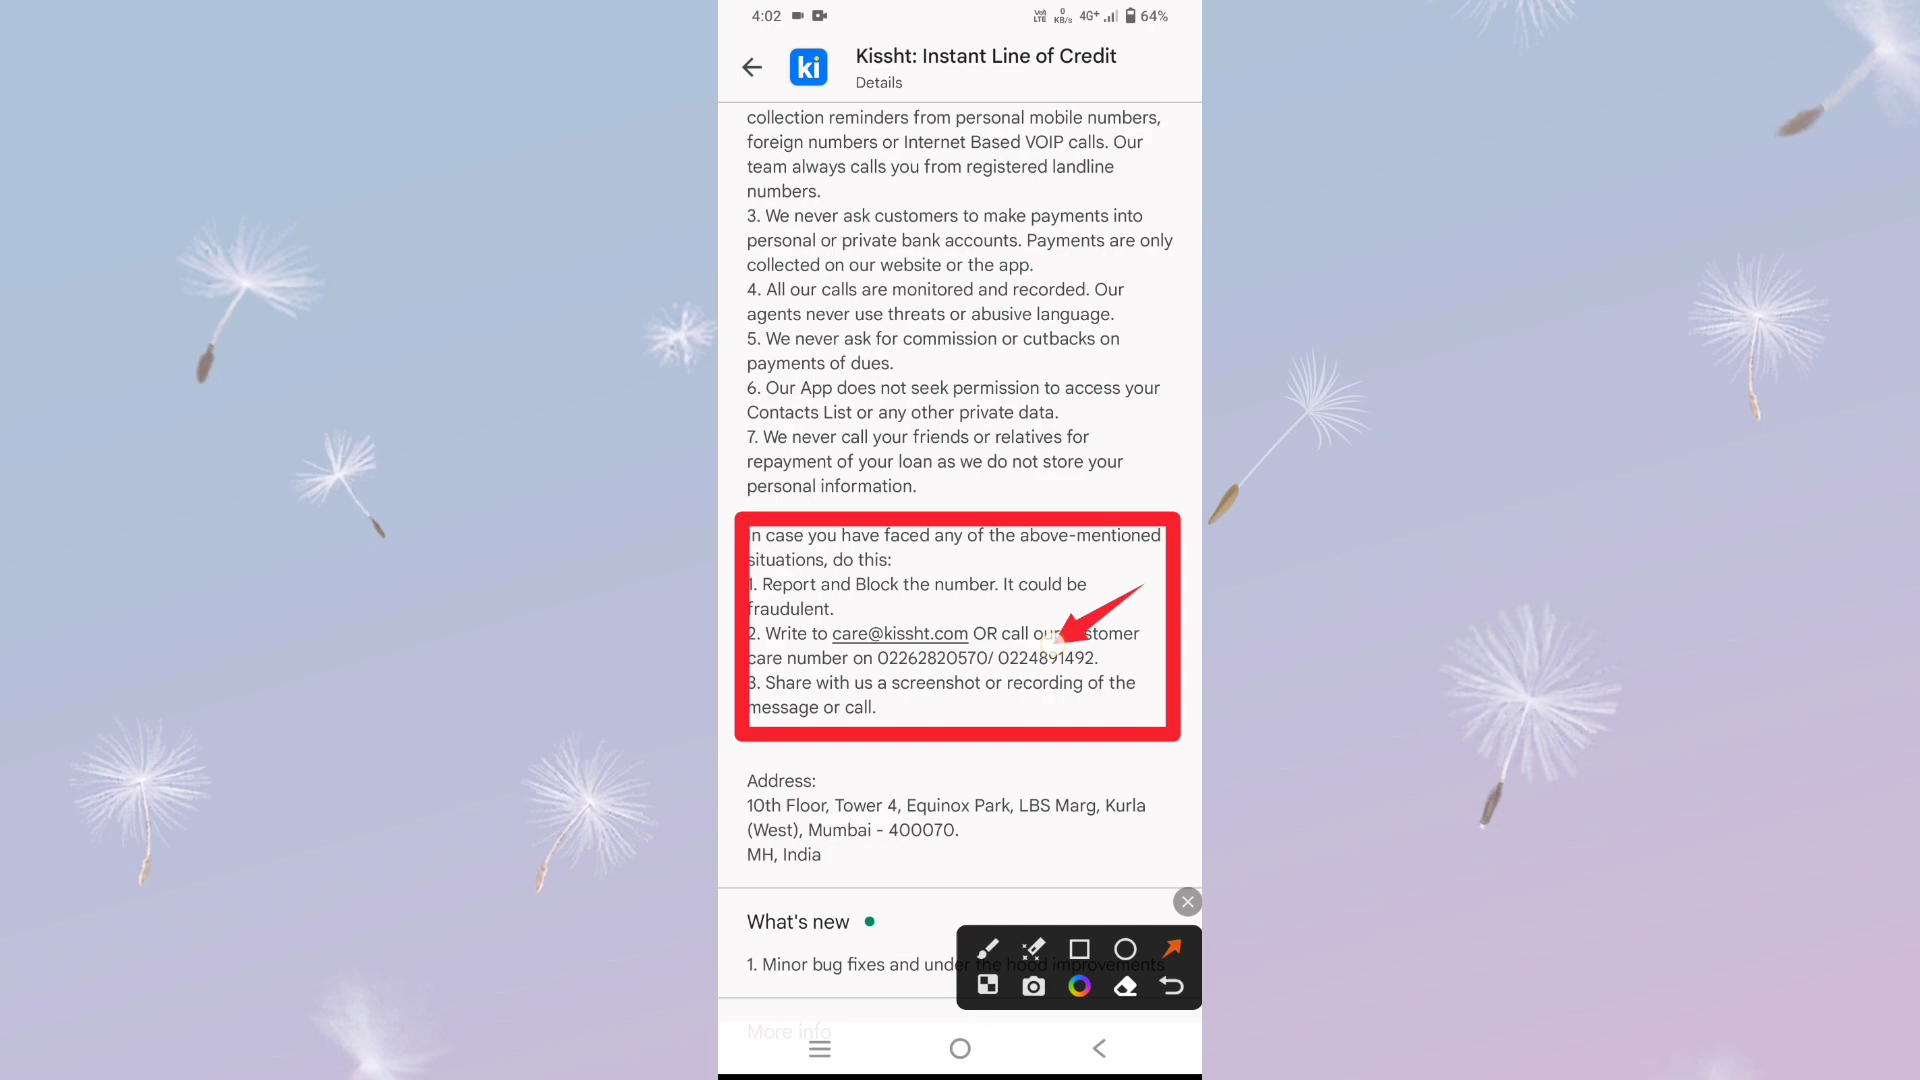 4:02
Vo) LTE 0 KB/s 4G+ 64%
ki
Kissht: Instant Line of Credit
Details
collection reminders from personal mobile numbers,
foreign numbers or Internet Based VOIP calls. Our
team always calls you from registered landline
numbers.
3. We never ask customers to make payments into
personal or private bank accounts. Payments are only
collected on our website or the app.
4. All our calls are monitored and recorded. Our
agents never use threats or abusive language.
5. We never ask for commission or cutbacks on
payments of dues.
6. Our App does not seek permission to access your
Contacts List or any other private data.
7. We never call your friends or relatives for
repayment of your loan as we do not store your
personal information.
In case you have faced any of the above-mentioned
situations, do this:
1. Report and Block the number. It could be
fraudulent.
2. Write to care@kissht.com OR call our customer
care number on 02262820570/ 0224891492.
3. Share with us a screenshot or recording of the
message or call.
Address:
10th Floor, Tower 4, Equinox Park, LBS Marg, Kurla
(West), Mumbai - 400070.
MH, India
What's new
1. Minor bug fixes and under the hood improvements
More info